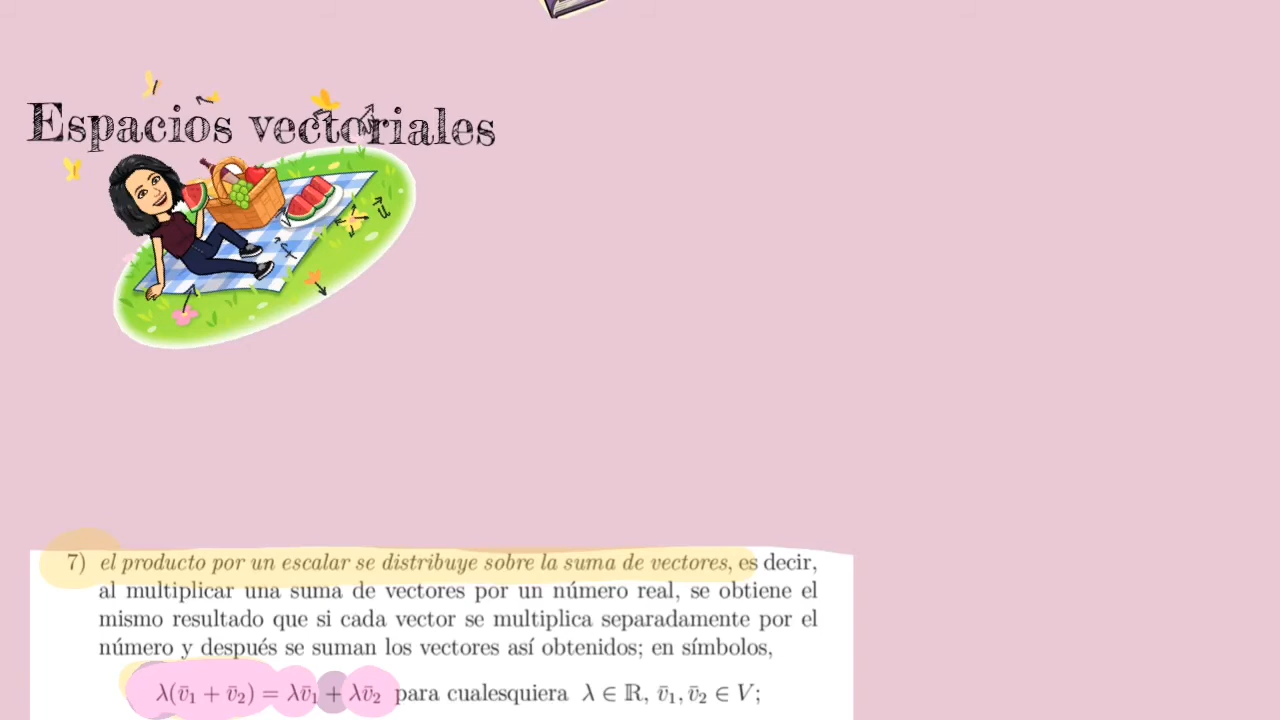 Espacios vectoriales
u⃗
7) el producto por un escalar se distribuye sobre la suma de vectores, es decir,
al multiplicar una suma de vectores por un número real, se obtiene el
mismo resultado que si cada vector se multiplica separadamente por el
número y después se suman los vectores así obtenidos; en símbolos,
λ(v̄₁ + v̄₂) = λv̄₁ + λv̄₂ para cualesquiera λ ∈ ℝ, v̄₁, v̄₂ ∈ V;